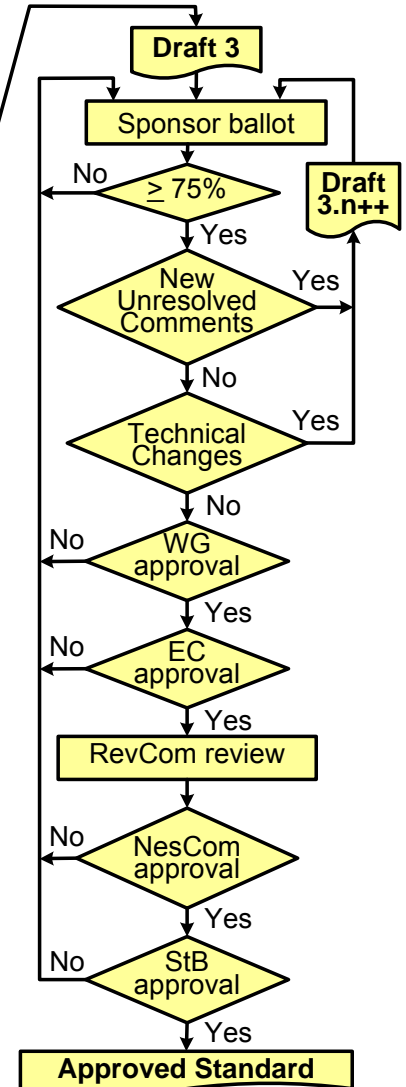 Draft 3
Sponsor ballot
No
≥ 75%
Draft
3.n++
Yes
New
Unresolved
Comments
Yes
No
Technical
Changes
Yes
No
No
WG
approval
Yes
No
EC
approval
Yes
RevCom review
No
NesCom
approval
Yes
No
StB
approval
Yes
Approved Standard